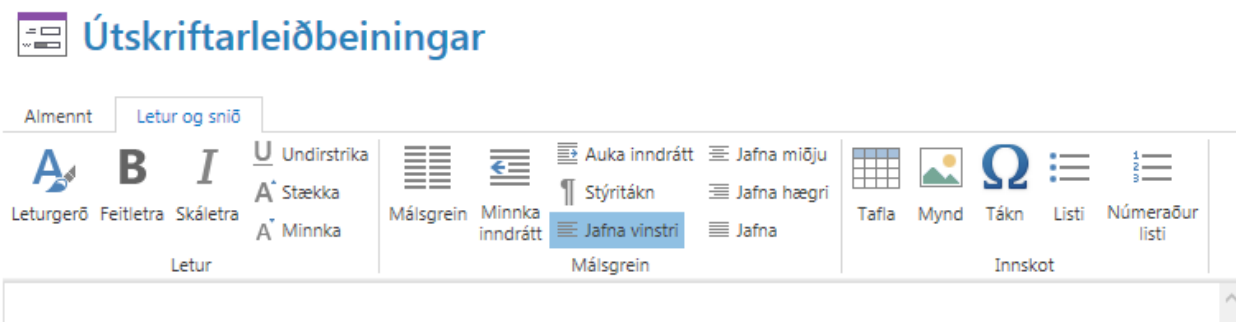 Útskriftarleiðbeiningar
Almennt Letur og snið
Leturgerð Feitletra Skáletra
Undirstrika
Stækka
Minnka
Letur
Málsgrein
Minnka
inndrátt
Auka inndrátt
Stýritákn
Jafna vinstri
Jafna miðju
Jafna hægri
Jafna
Málsgrein
Tafla Mynd Tákn Listi Númeraður
listi
Innskot